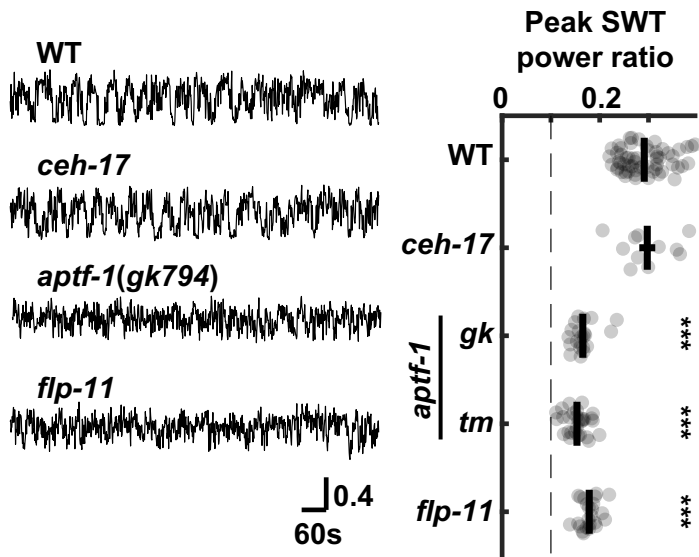 WT
ceh-17
aptf-1(gk794)
flp-11
0.4
60s
Peak SWT
power ratio
0 0.2
WT
ceh-17
aptf-1
gk ***
tm ***
flp-11 ***